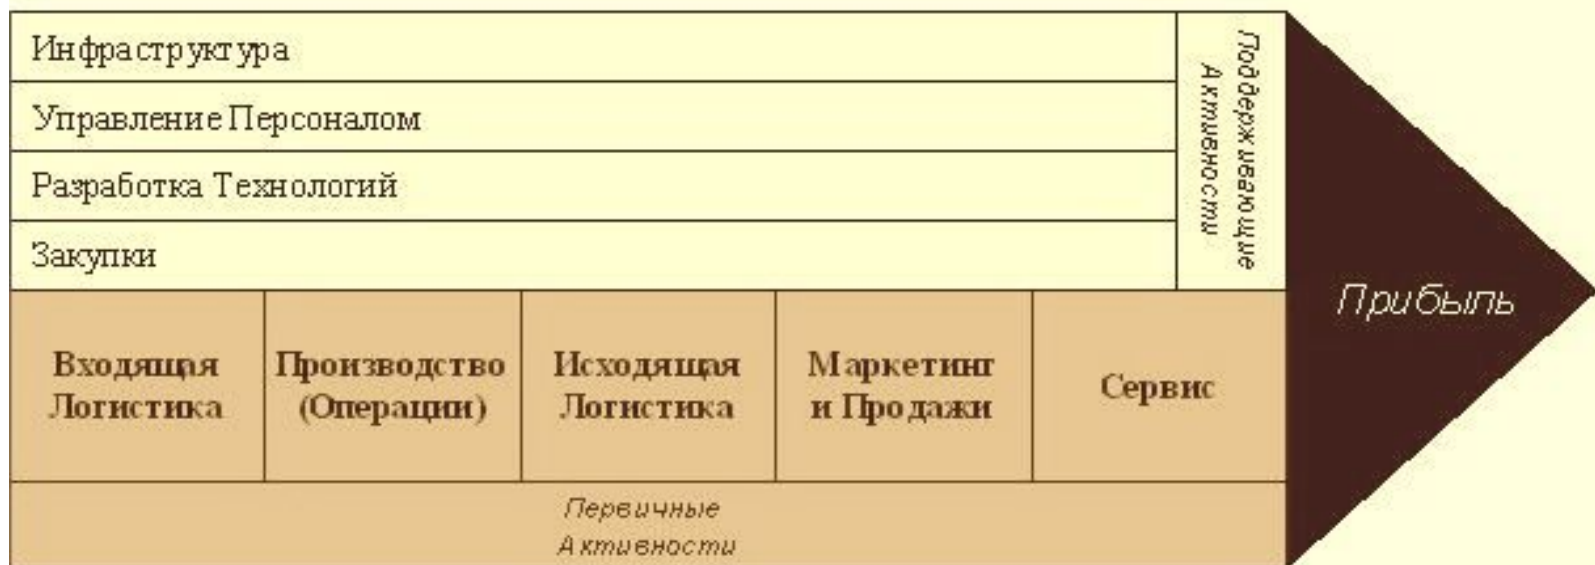 Инфраструктура
Управление Персоналом
Разработка Технологий
Закупки
Поддерживающие
Активности
Входящая
Логистика
Производство
(Операции)
Исходящая
Логистика
Маркетинг
и Продажи
Сервис
Первичные
Активности
Прибыль